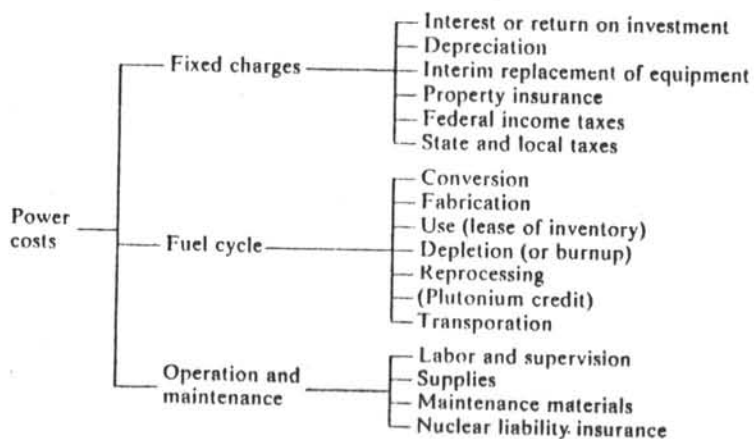 Interest or return on investment
Depreciation
Fixed charges
Interim replacement of equipment
Property insurance
Federal income taxes
State and local taxes
Conversion
Fabrication
Power
costs
Use (lease of inventory)
Fuel cycle
Depletion (or burnup)
Reprocessing
(Plutonium credit)
Transporation
Labor and supervision
Operation and
maintenance
Supplies
Maintenance materials
Nuclear liability insurance